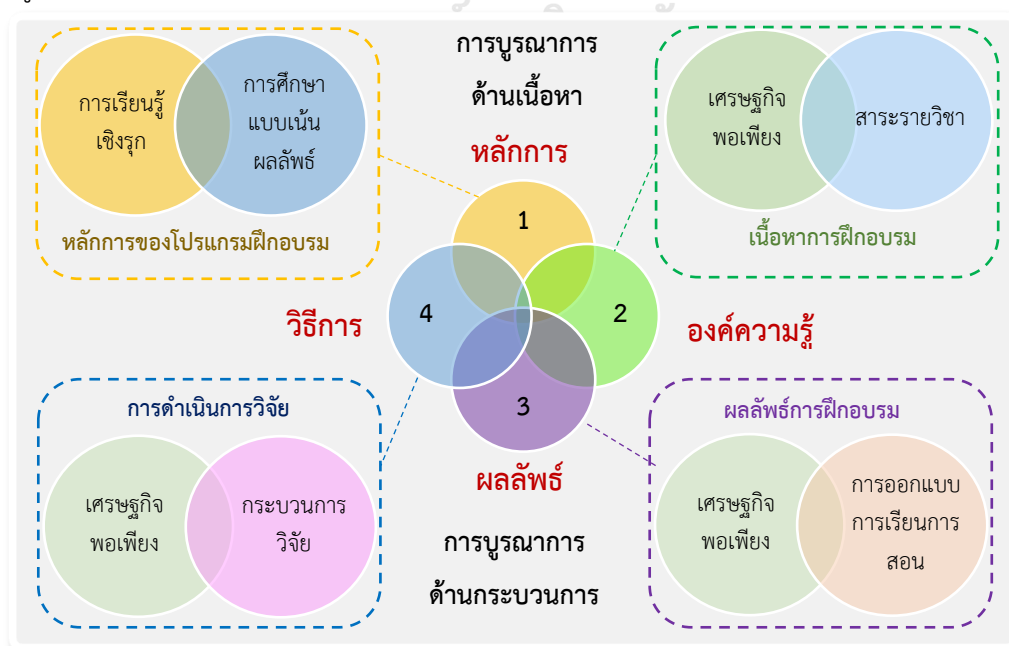 การบูรณาการ
ด้านเนื้อหา
หลักการ
การเรียนรู้
เชิงรุก
การศึกษา
แบบเน้น
ผลลัพธ์
หลักการของโปรแกรมฝึกอบรม
เศรษฐกิจ
พอเพียง
สาระรายวิชา
เนื้อหาการฝึกอบรม
1
2
3
4
วิธีการ
องค์ความรู้
ผลลัพธ์
การดำเนินการวิจัย
เศรษฐกิจ
พอเพียง
กระบวนการ
วิจัย
การบูรณาการ
ด้านกระบวนการ
ผลลัพธ์การฝึกอบรม
เศรษฐกิจ
พอเพียง
การออกแบบ
การเรียนการ
สอน